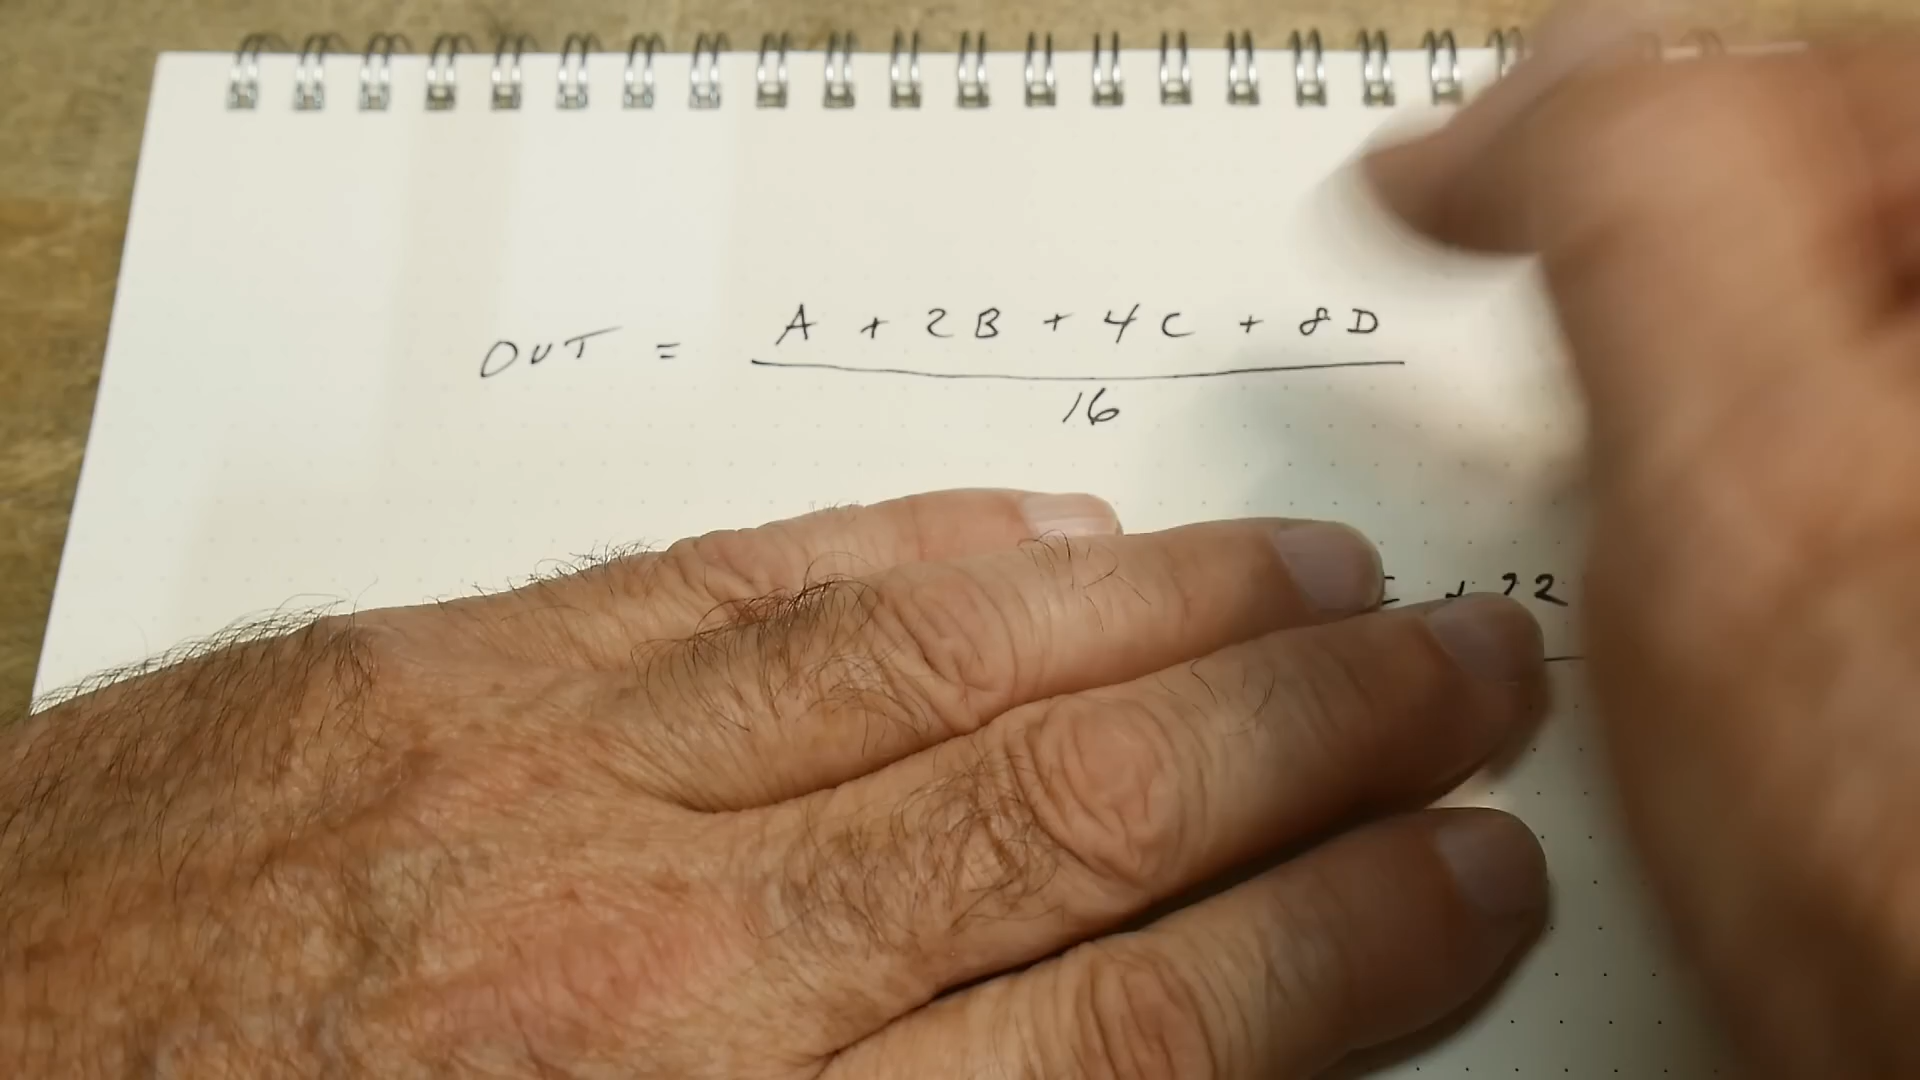 OUT = A + 2B + 4C + 8D
16